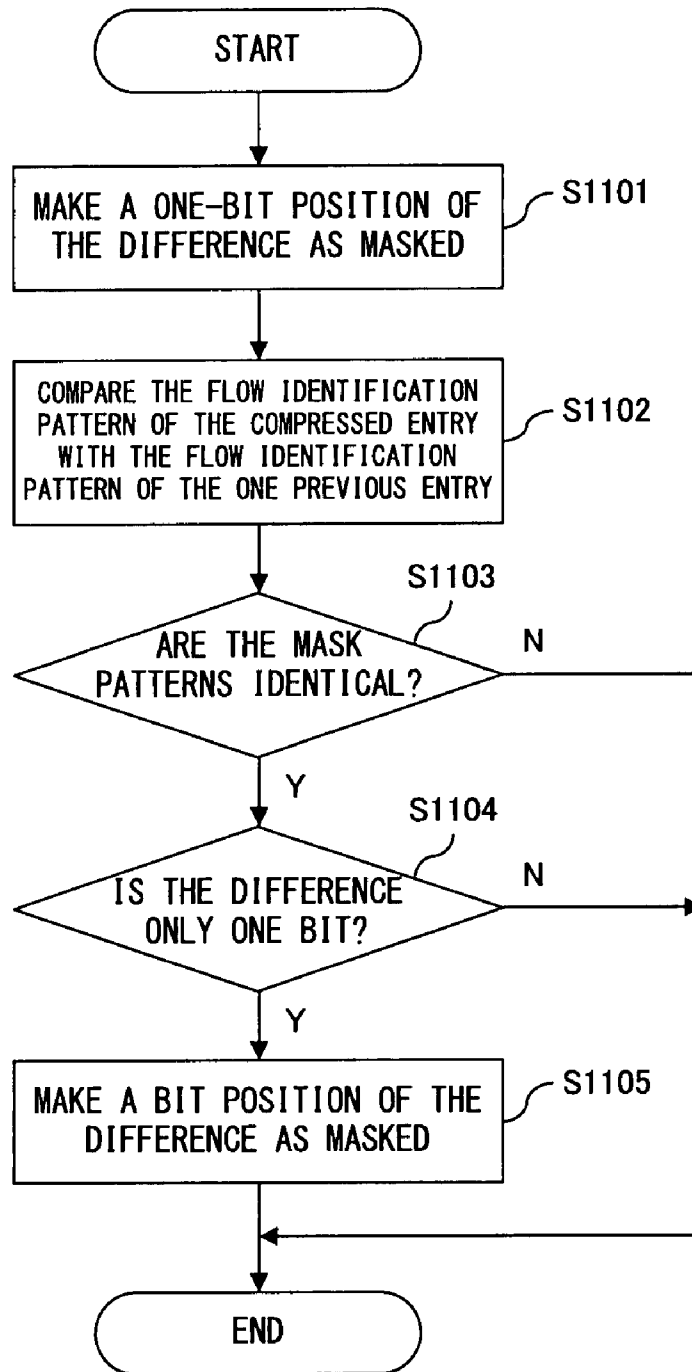 START
MAKE A ONE-BIT POSITION OF
THE DIFFERENCE AS MASKED
S1101
COMPARE THE FLOW IDENTIFICATION
PATTERN OF THE COMPRESSED ENTRY
WITH THE FLOW IDENTIFICATION
PATTERN OF THE ONE PREVIOUS ENTRY
S1102
S1103
ARE THE MASK
PATTERNS IDENTICAL?
N
Y
S1104
IS THE DIFFERENCE
ONLY ONE BIT?
N
Y
MAKE A BIT POSITION OF THE
DIFFERENCE AS MASKED
S1105
END